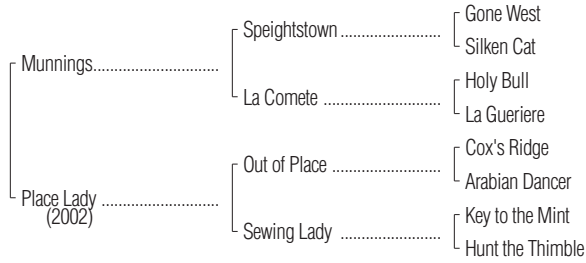 Gone West
Speightstown
Silken Cat
Munnings
Holy Bull
La Comete
La Gueriere
Cox's Ridge
Out of Place
Arabian Dancer
Place Lady
(2002)
Key to the Mint
Sewing Lady
Hunt the Thimble